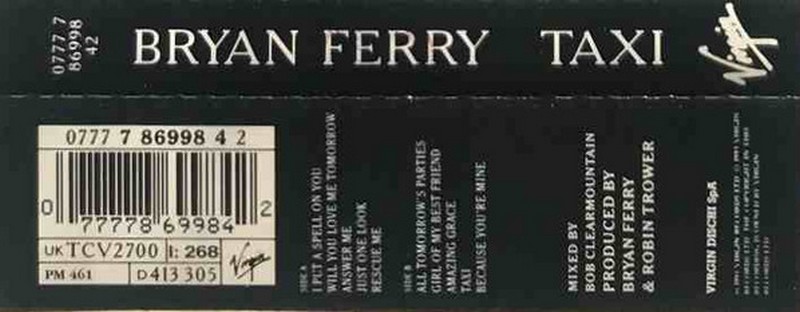 0777 7
86998
42
BRYAN FERRY TAXI
Virgin
0777 7 86998 4 2
0 77778 69984 2
UK TCV2700 I: 268
PM 461 D 413 305
Virgin
SIDE A
I PUT A SPELL ON YOU
WILL YOU LOVE ME TOMORROW
ANSWER ME
JUST ONE LOOK
RESCUE ME
SIDE B
ALL TOMORROW'S PARTIES
GIRL OF MY BEST FRIEND
AMAZING GRACE
TAXI
BECAUSE YOU'RE MINE
MIXED BY
BOB CLEARMOUNTAIN
PRODUCED BY
BRYAN FERRY
& ROBIN TROWER
VIRGIN DISCHI SpA